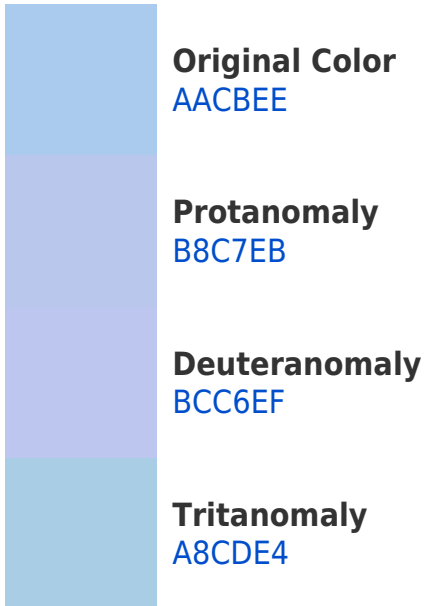 Original Color
AACBEE
Protanomaly
B8C7EB
Deuteranomaly
BCC6EF
Tritanomaly
A8CDE4